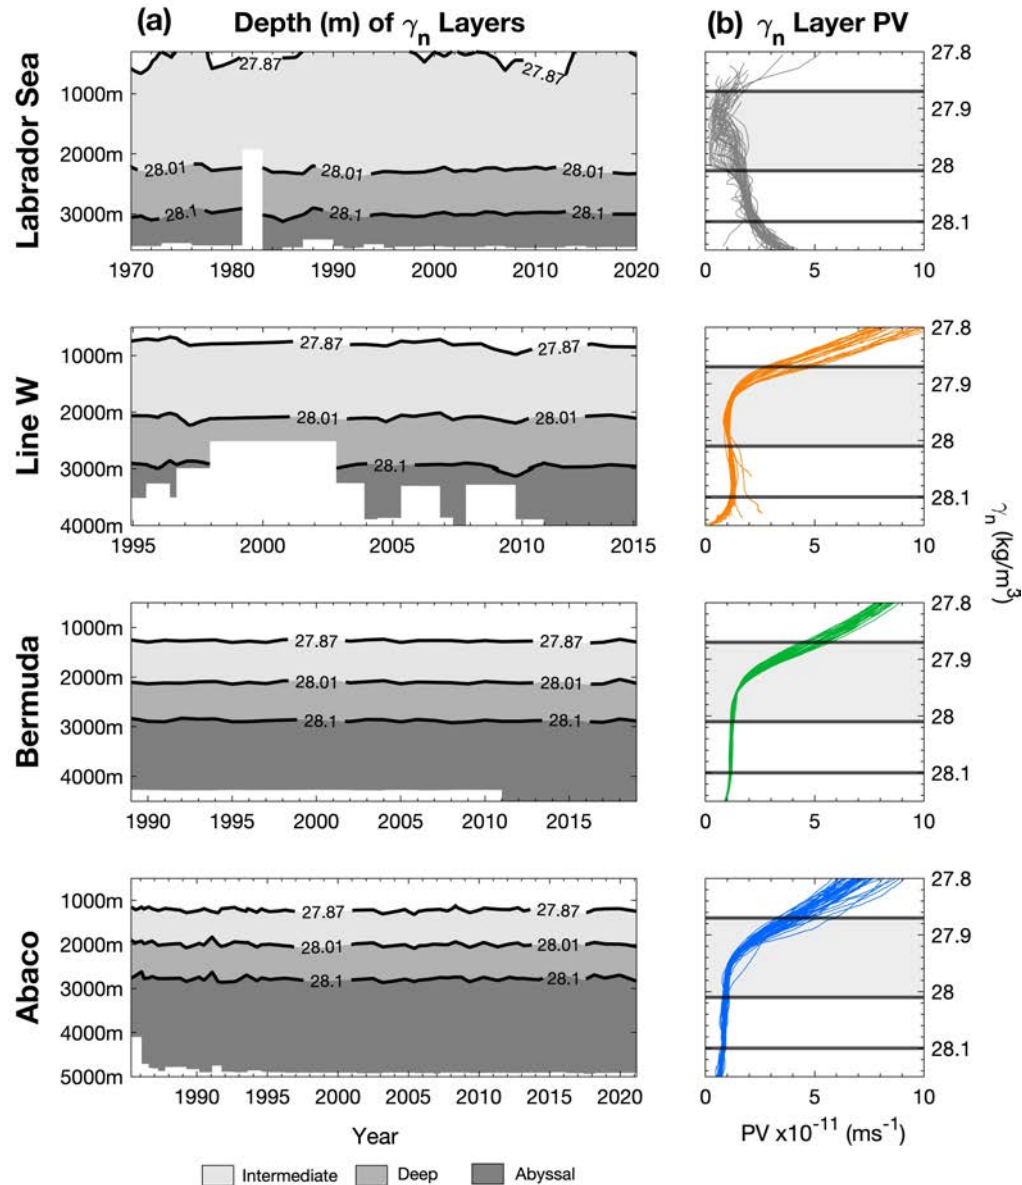 (a) Depth (m) of γn Layers
(b) γn Layer PV
Labrador Sea
1000m
2000m
3000m
27.87 27.87
28.01 28.01 28.01
28.1 28.1 28.1
1970 1980 1990 2000 2010 2020
27.8
27.9
28
28.1
0 5 10
Line W
1000m
2000m
3000m
4000m
27.87 27.87
28.01 28.01
28.1
1995 2000 2005 2010 2015
27.8
27.9
28
28.1
0 5 10
γn (kg/m3)
Bermuda
1000m
2000m
3000m
4000m
27.87 27.87
28.01 28.01
28.1 28.1
1990 1995 2000 2005 2010 2015
27.8
27.9
28
28.1
0 5 10
Abaco
1000m
2000m
3000m
4000m
5000m
27.87 27.87
28.01 28.01
28.1 28.1
1990 1995 2000 2005 2010 2015 2020
27.8
27.9
28
28.1
0 5 10
Year
PV x10-11 (ms-1)
Intermediate Deep Abyssal